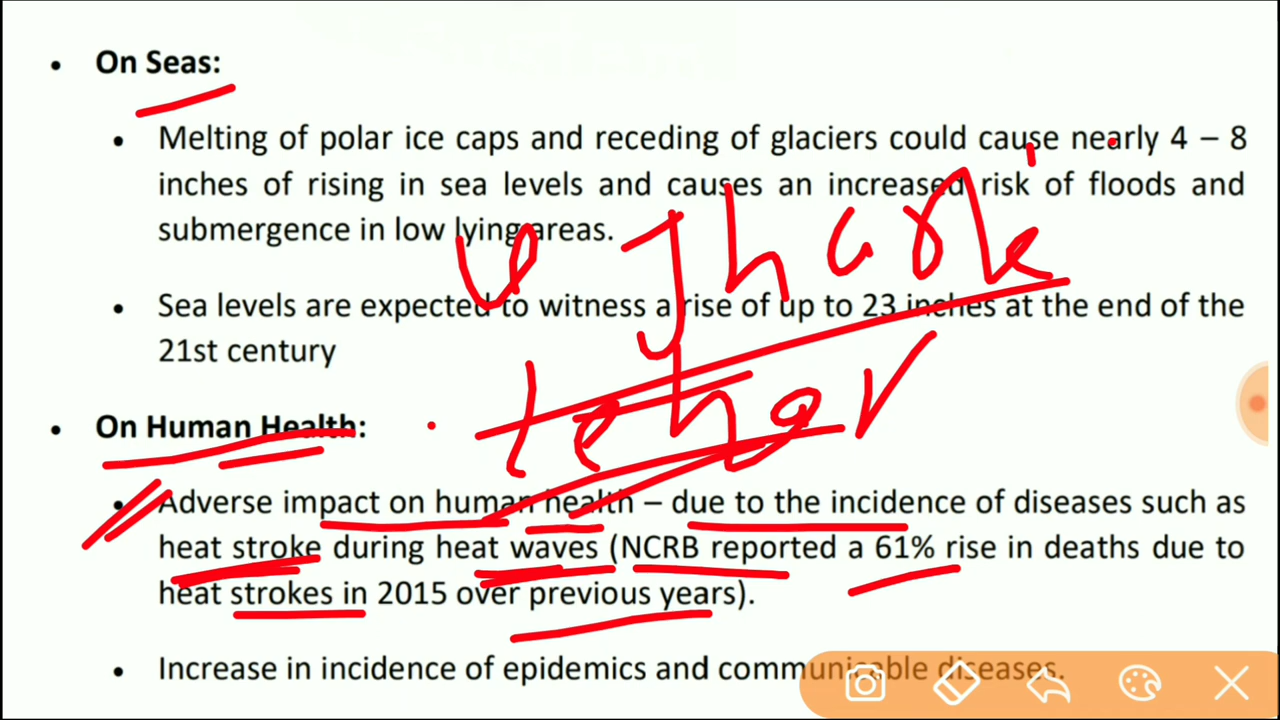 • On Seas:
• Melting of polar ice caps and receding of glaciers could cause nearly 4 – 8
inches of rising in sea levels and causes an increased risk of floods and
submergence in low lying areas.
• Sea levels are expected to witness a rise of up to 23 inches at the end of the
21st century
• On Human Health:
• Adverse impact on human health – due to the incidence of diseases such as
heat stroke during heat waves (NCRB reported a 61% rise in deaths due to
heat strokes in 2015 over previous years).
• Increase in incidence of epidemics and communicable diseases.